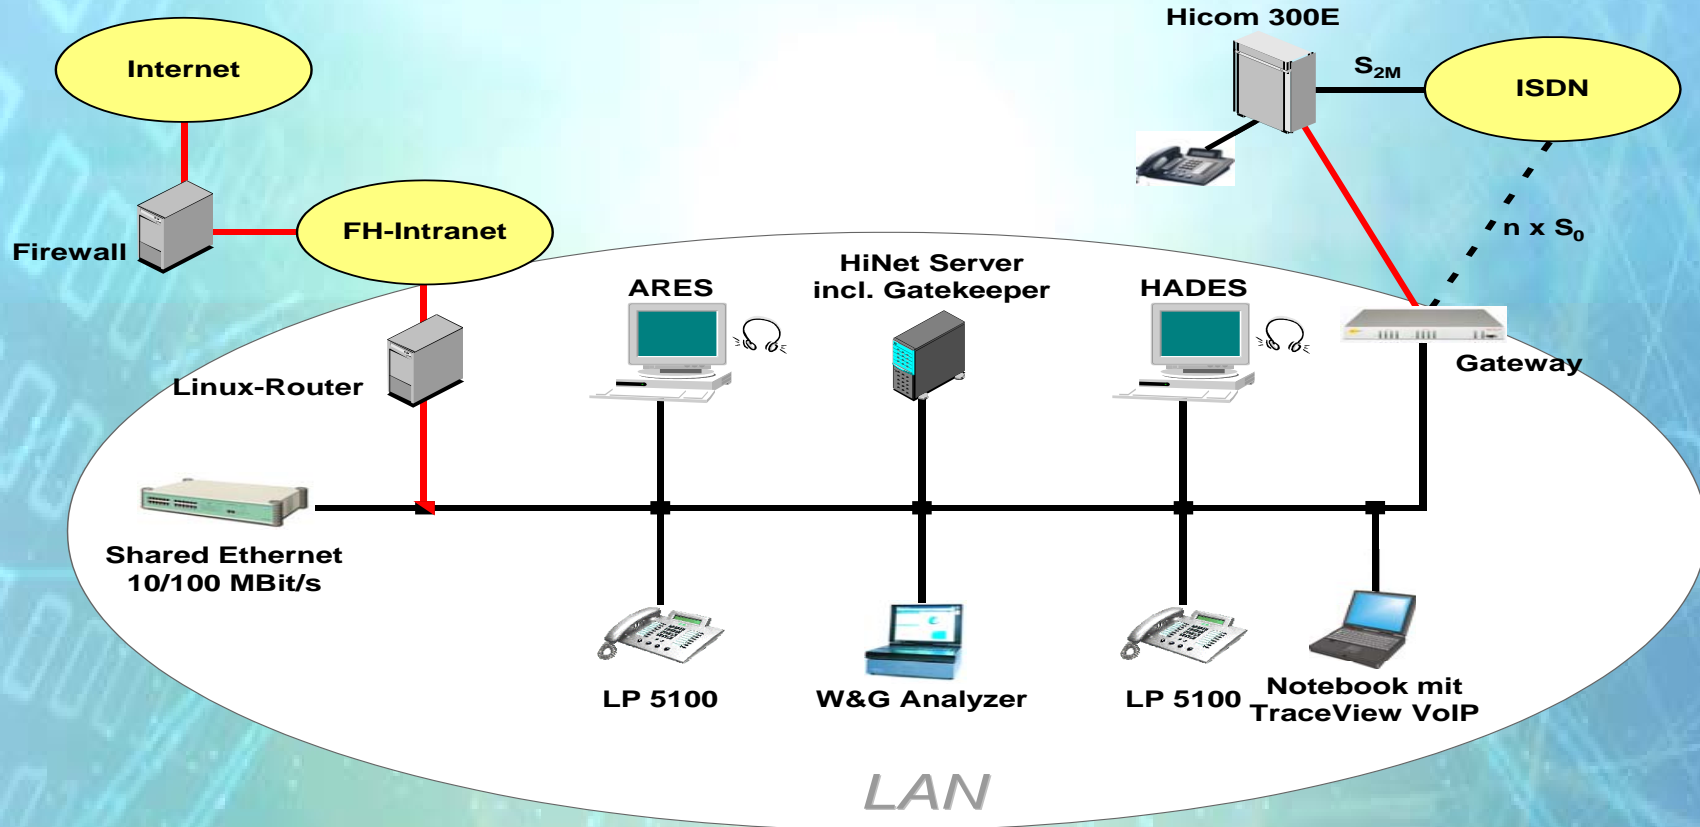 Hicom 300E
Internet
S2M
ISDN
FH-Intranet
n x S0
Firewall
HiNet Server
incl. Gatekeeper
ARES
HADES
Gateway
Linux-Router
Shared Ethernet
10/100 MBit/s
LP 5100
W&G Analyzer
LP 5100
Notebook mit
TraceView VoIP
LAN